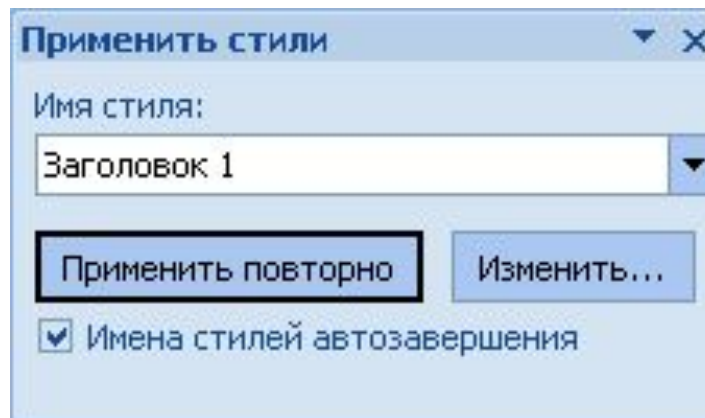 Применить стили
Имя стиля:
Заголовок 1
Применить повторно Изменить...
Имена стилей автозавершения